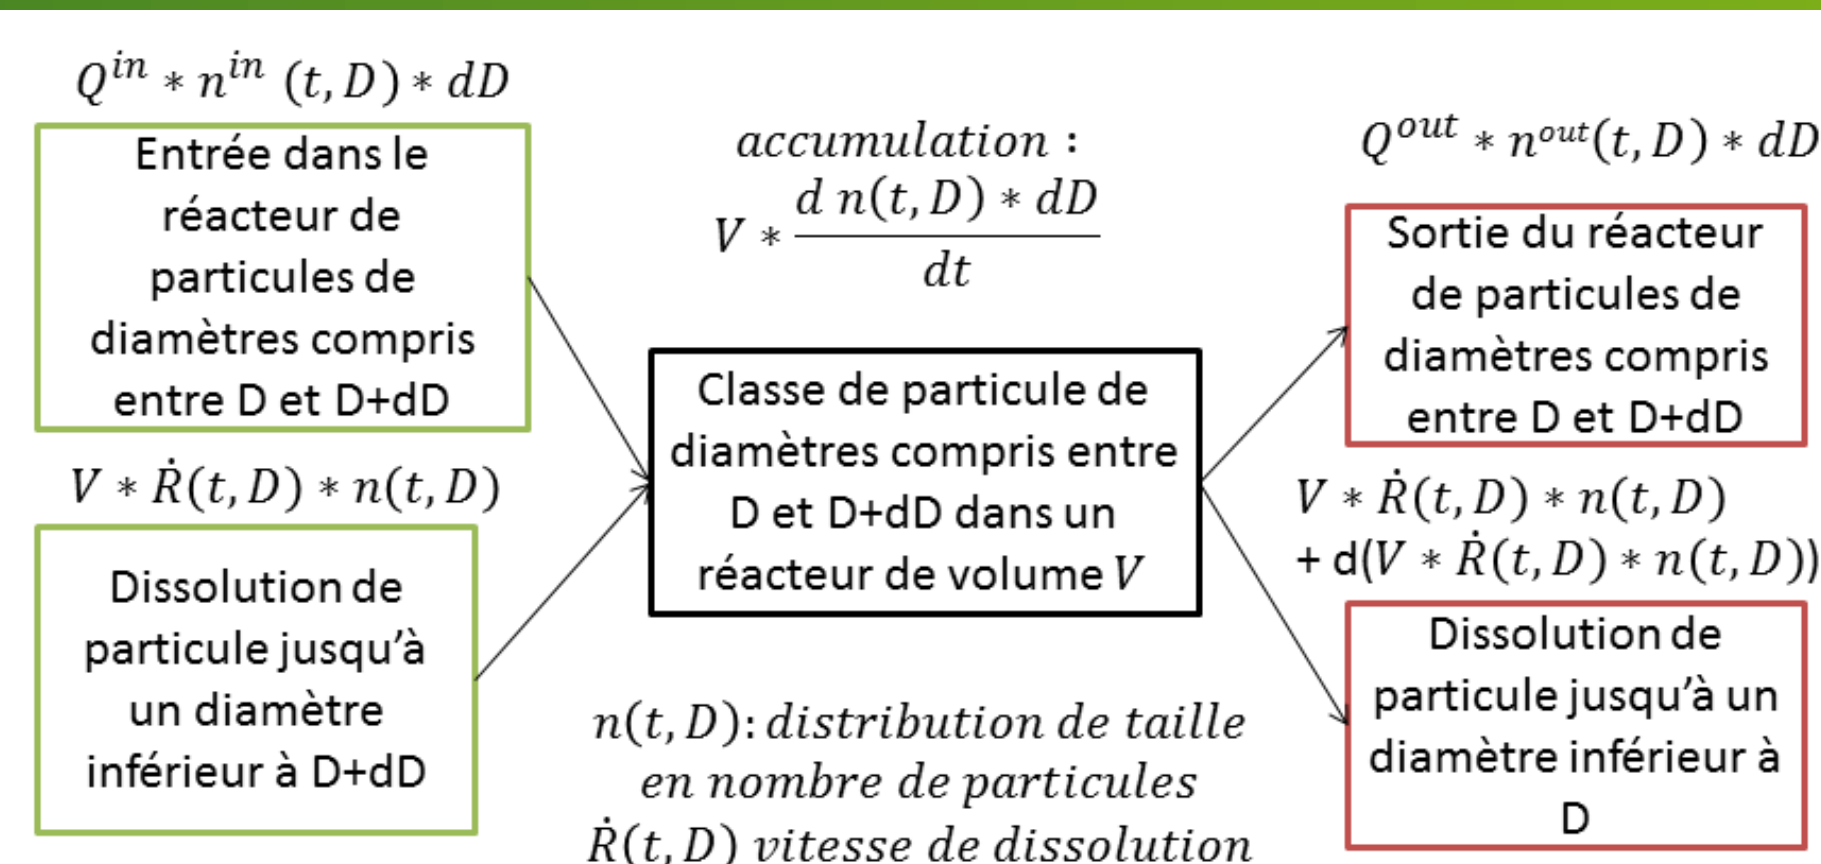 Q^{in} * n^{in} (t, D) * dD
Entrée dans le
réacteur de
particules de
diamètres compris
entre D et D+dD
V * Ṙ(t, D) * n(t, D)
Dissolution de
particule jusqu'à
un diamètre
inférieur à D+dD
accumulation :
V * \frac{d n(t, D) * dD}{dt}
Classe de particule de
diamètres compris entre
D et D+dD dans un
réacteur de volume V
n(t, D): distribution de taille
en nombre de particules
Ṙ(t, D) vitesse de dissolution
Q^{out} * n^{out}(t, D) * dD
Sortie du réacteur
de particules de
diamètres compris
entre D et D+dD
V * Ṙ(t, D) * n(t, D)
+ d(V * Ṙ(t, D) * n(t, D))
Dissolution de
particule jusqu'à un
diamètre inférieur à
D